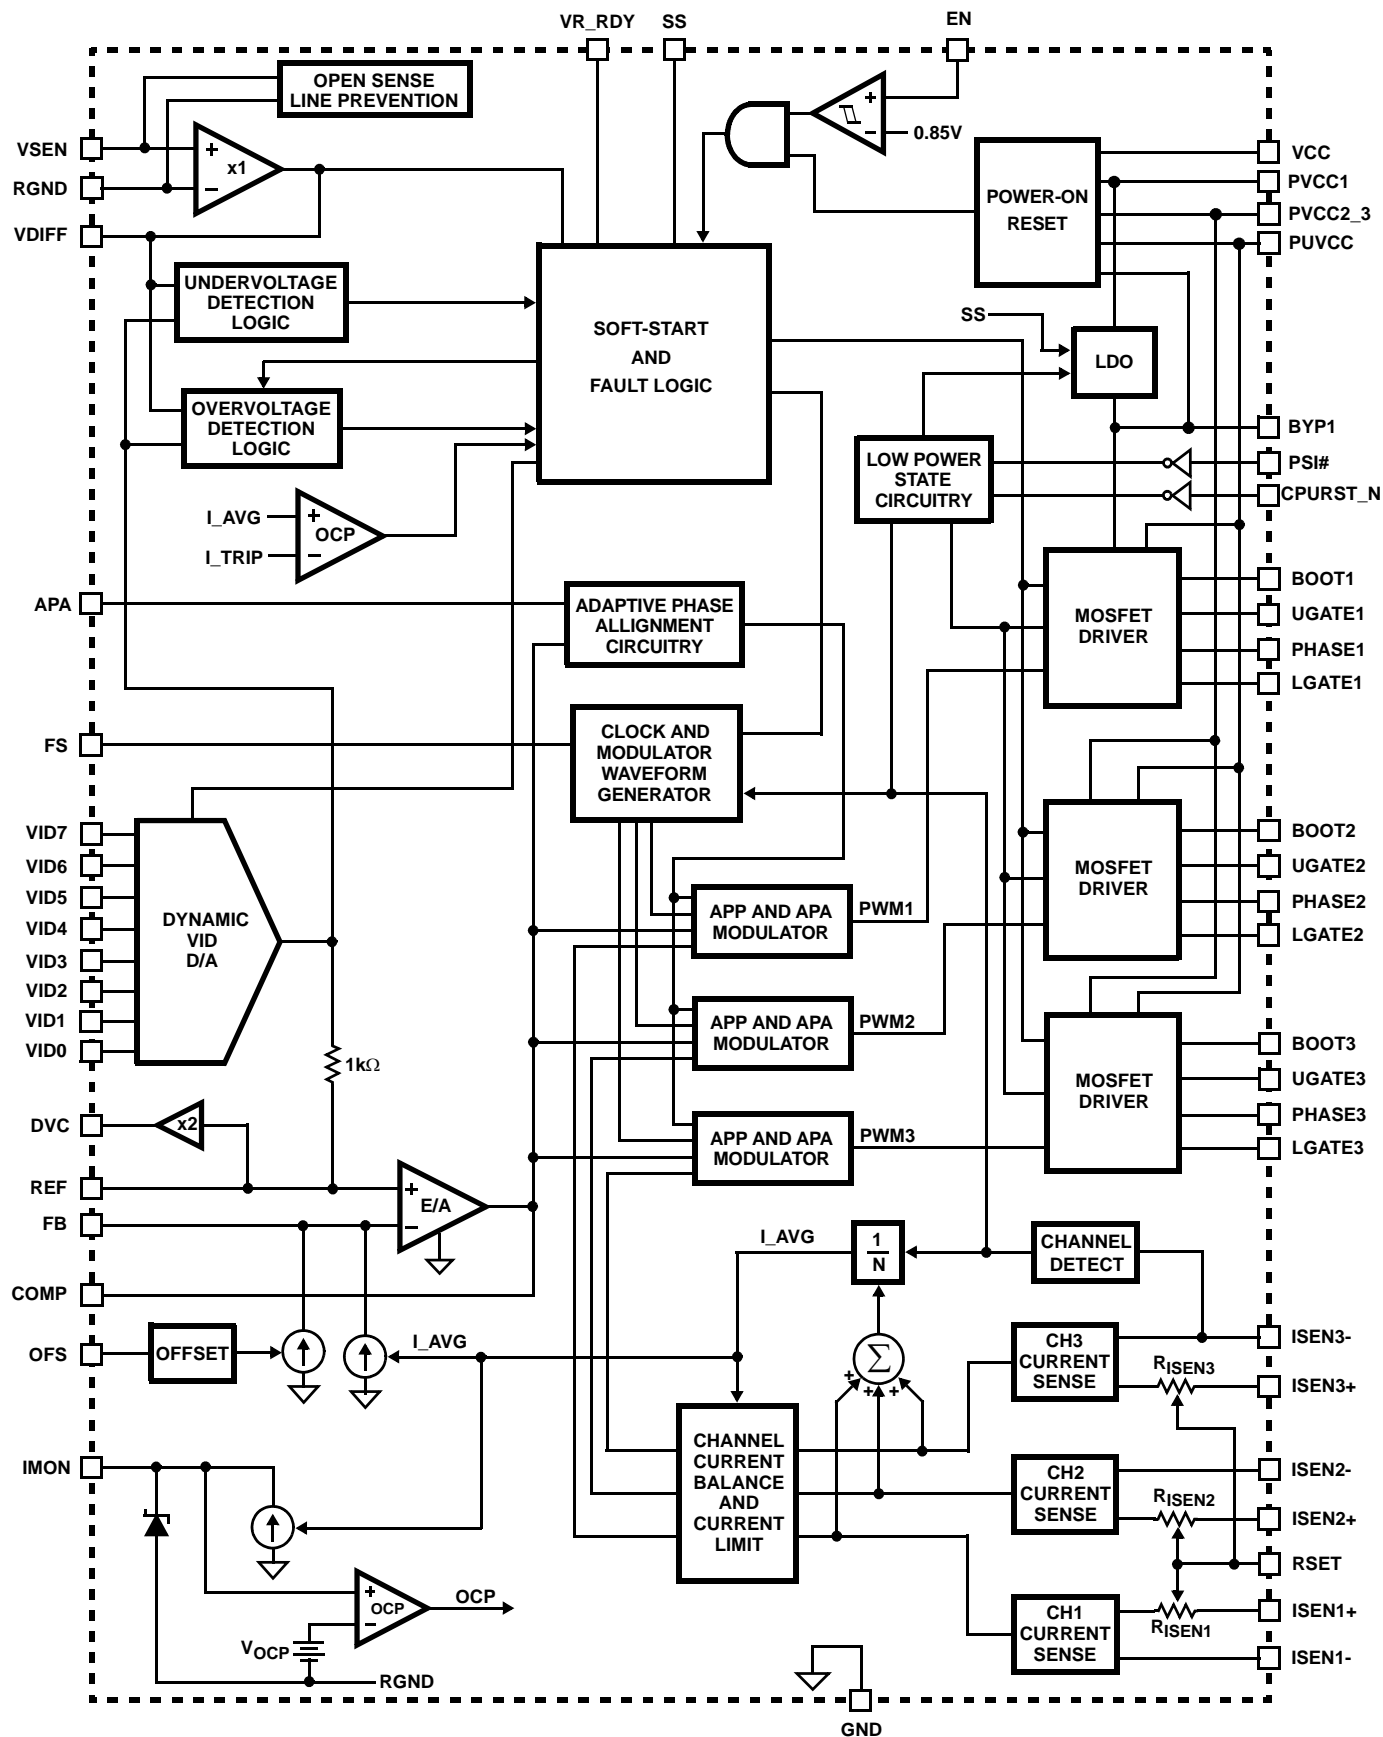 VR_RDY
SS
EN
OPEN SENSE
LINE PREVENTION
+
0.85V
−
VSEN
+
x1
RGND
−
VDIFF
POWER-ON
RESET
VCC
PVCC1
PVCC2_3
PUVCC
UNDERVOLTAGE
DETECTION
LOGIC
SOFT-START
AND
FAULT LOGIC
SS
LDO
OVERVOLTAGE
DETECTION
LOGIC
BYP1
LOW POWER
STATE
CIRCUITRY
PSI#
CPURST_N
I_AVG
+
OCP
I_TRIP
−
APA
ADAPTIVE PHASE
ALLIGNMENT
CIRCUITRY
MOSFET
DRIVER
BOOT1
UGATE1
PHASE1
LGATE1
FS
CLOCK AND
MODULATOR
WAVEFORM
GENERATOR
VID7
VID6
VID5
VID4
VID3
VID2
VID1
VID0
DYNAMIC
VID
D/A
APP AND APA
MODULATOR
PWM1
MOSFET
DRIVER
BOOT2
UGATE2
PHASE2
LGATE2
APP AND APA
MODULATOR
PWM2
1kΩ
MOSFET
DRIVER
BOOT3
UGATE3
PHASE3
LGATE3
DVC
x2
APP AND APA
MODULATOR
PWM3
REF
+
E/A
FB
−
I_AVG
1
N
CHANNEL
DETECT
COMP
OFS
OFFSET
I_AVG
Σ
+
+
+
CH3
CURRENT
SENSE
RISEN3
ISEN3-
ISEN3+
CHANNEL
CURRENT
BALANCE
AND
CURRENT
LIMIT
IMON
CH2
CURRENT
SENSE
RISEN2
ISEN2-
ISEN2+
RSET
+
OCP
−
OCP
VOCP
RGND
CH1
CURRENT
SENSE
RISEN1
ISEN1+
ISEN1-
GND